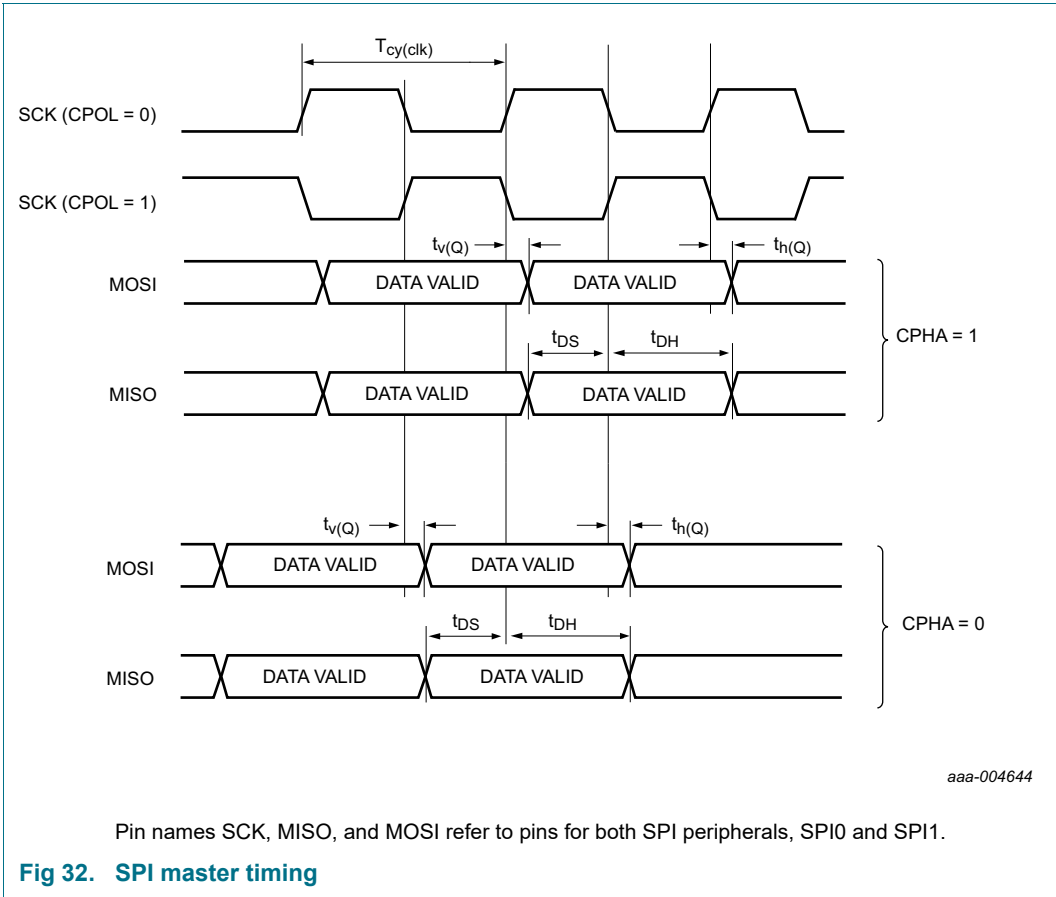 Tcy(clk)
SCK (CPOL = 0)
SCK (CPOL = 1)
tv(Q)
th(Q)
MOSI
DATA VALID
DATA VALID
CPHA = 1
tDS
tDH
MISO
DATA VALID
DATA VALID
tv(Q)
th(Q)
MOSI
DATA VALID
DATA VALID
CPHA = 0
tDS
tDH
MISO
DATA VALID
DATA VALID
aaa-004644
Pin names SCK, MISO, and MOSI refer to pins for both SPI peripherals, SPI0 and SPI1.
Fig 32. SPI master timing